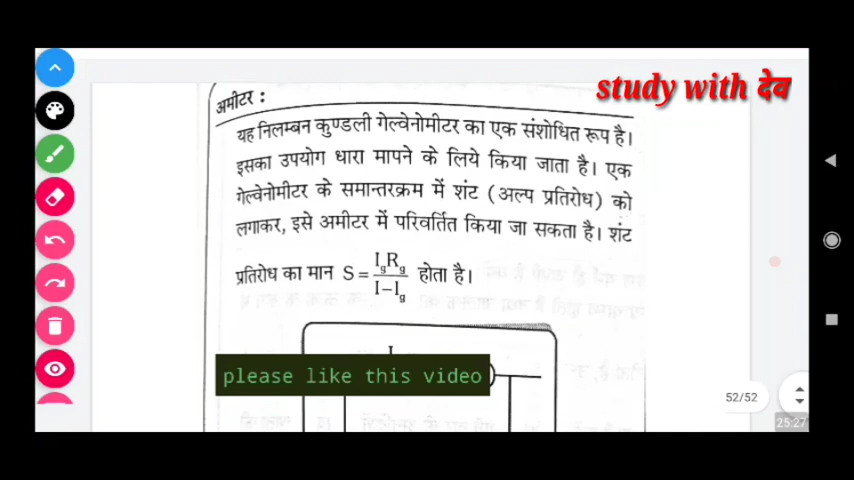 study with देव
अमीटर :
यह निलम्बन कुण्डली गेल्वेनोमीटर का एक संशोधित रूप है।
इसका उपयोग धारा मापने के लिये किया जाता है। एक
गेल्वेनोमीटर के समान्तरक्रम में शंट (अल्प प्रतिरोध) को
लगाकर, इसे अमीटर में परिवर्तित किया जा सकता है। शंट
प्रतिरोध का मान S = IgRg / I–Ig होता है।
I
please like this video
52/52
25:27